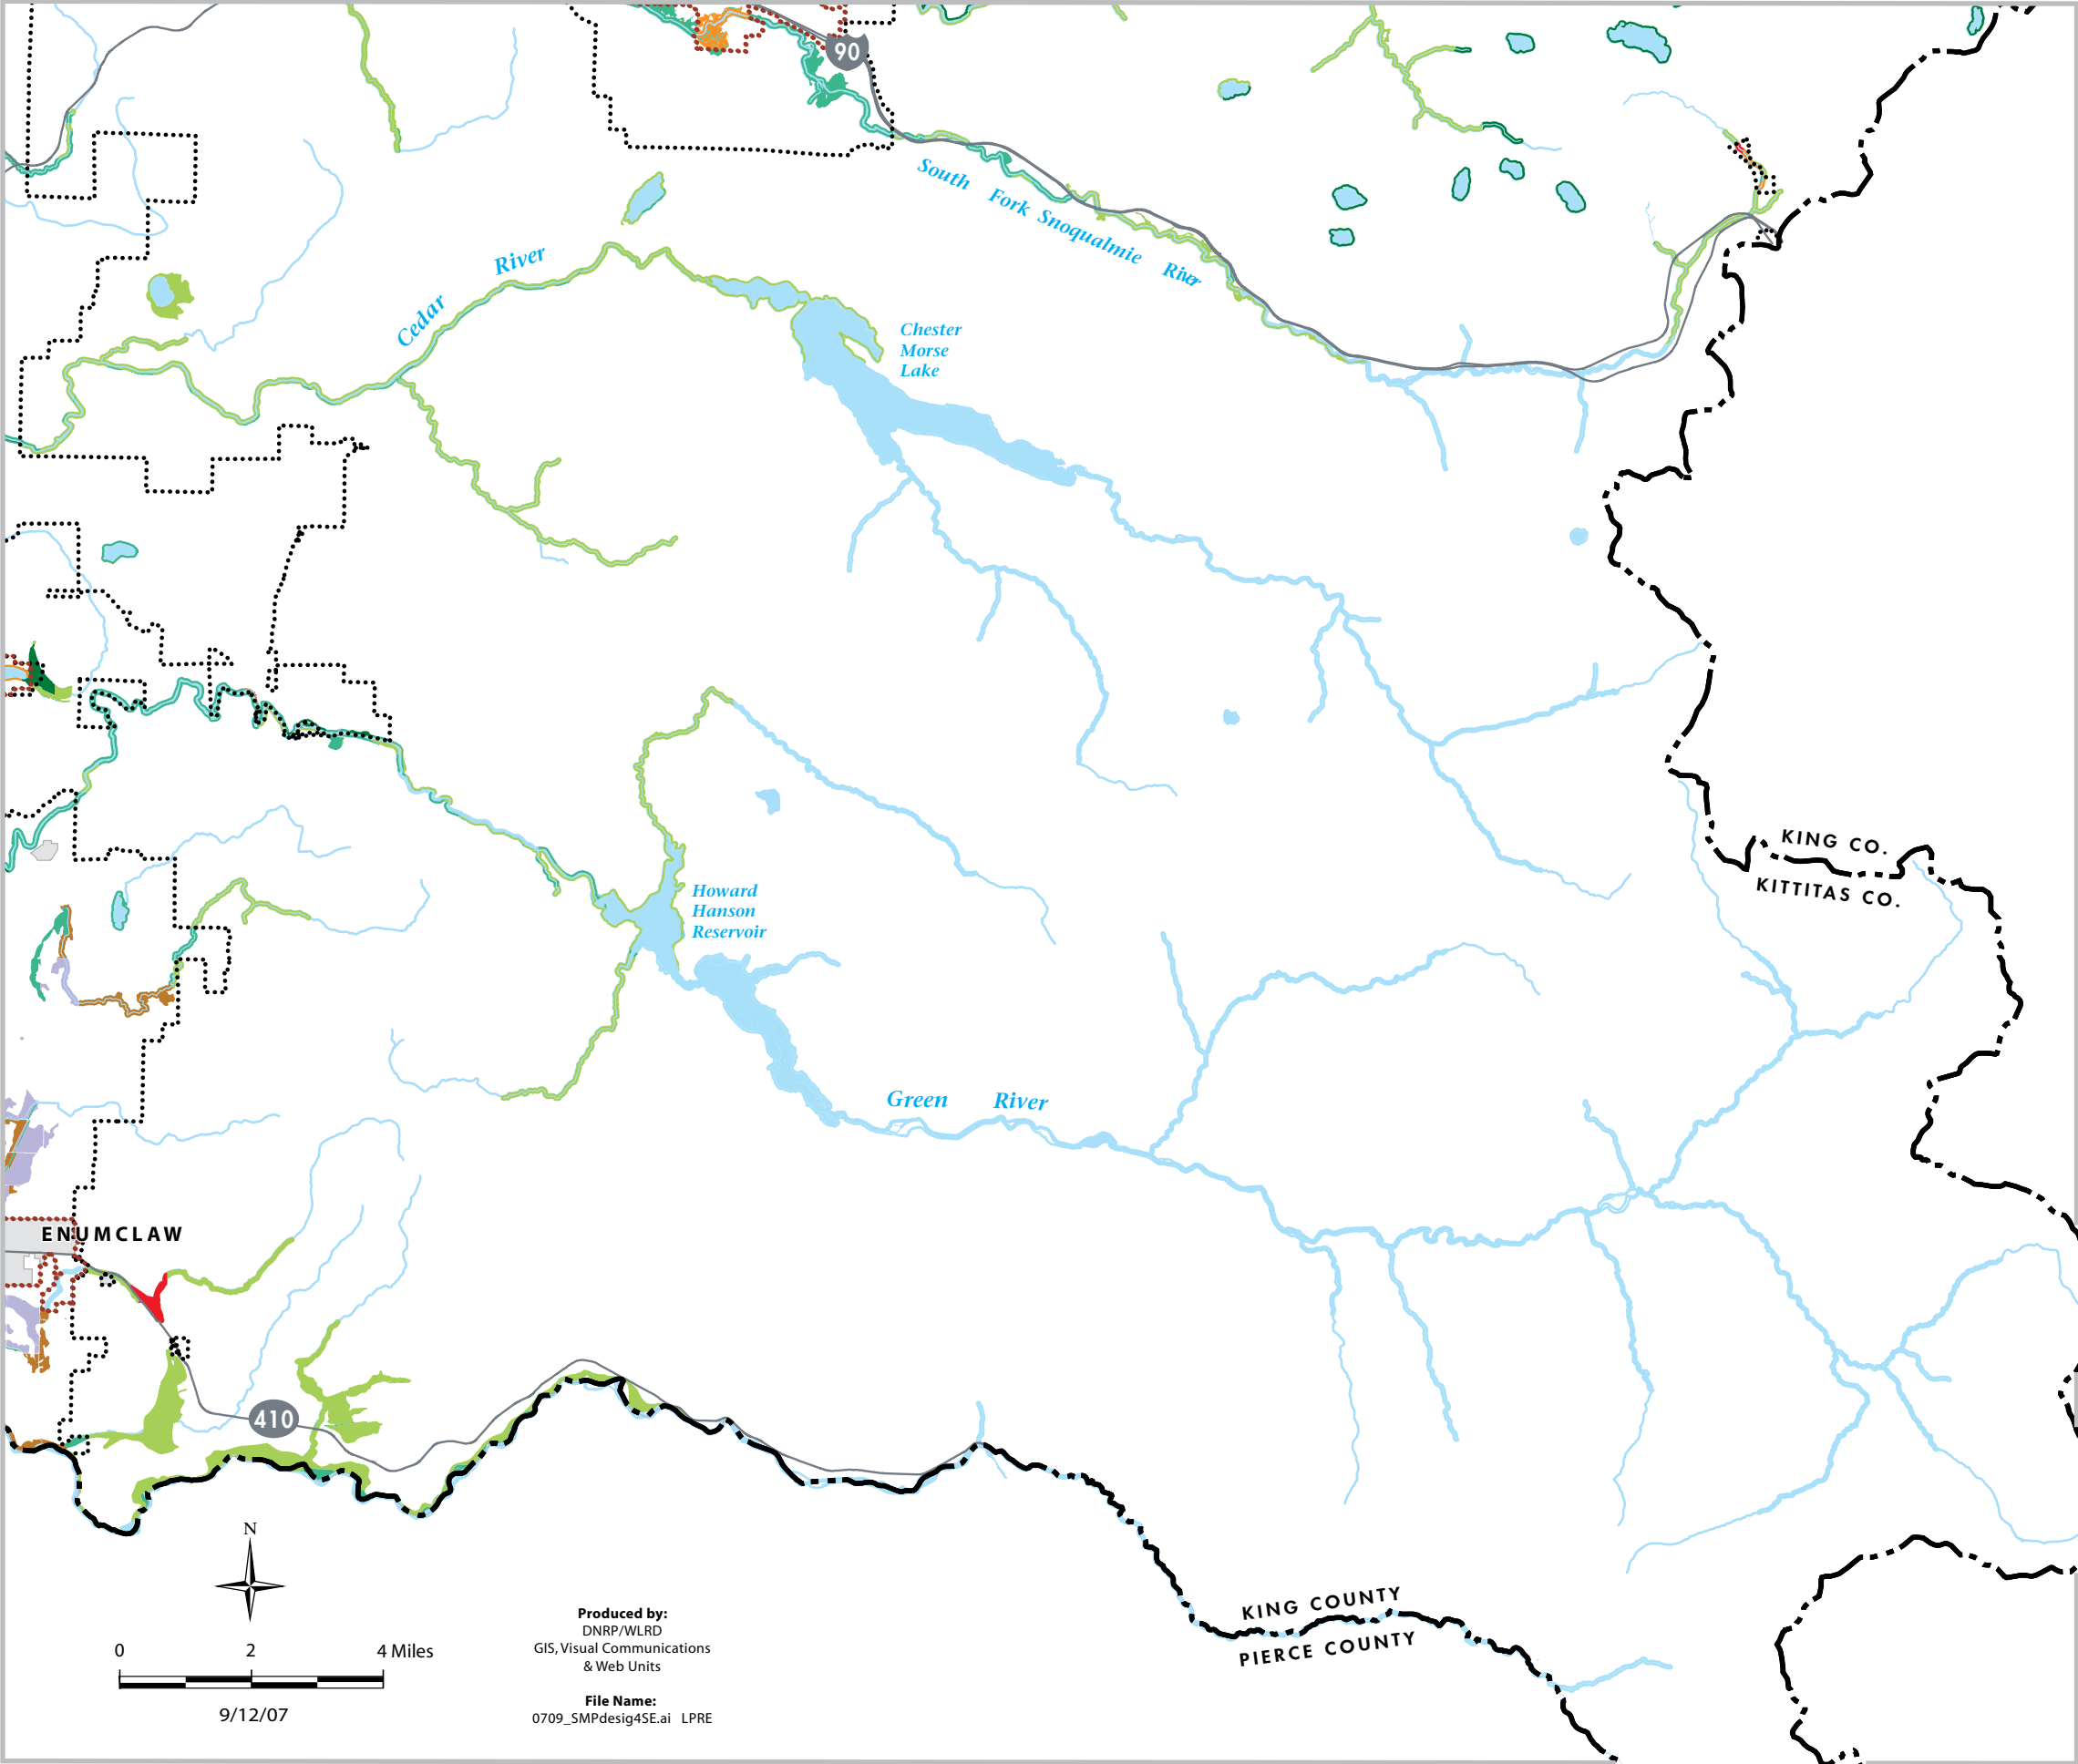 90
South Fork Snoqualmie River
River
Cedar
Chester
Morse
Lake
KING CO.
KITTITAS CO.
Howard
Hanson
Reservoir
Green River
ENUMCLAW
410
N
0 2 4 Miles
9/12/07
Produced by:
DNRP/WLRD
GIS, Visual Communications
& Web Units
File Name:
0709_SMPdesig4SE.ai LPRE
KING COUNTY
PIERCE COUNTY